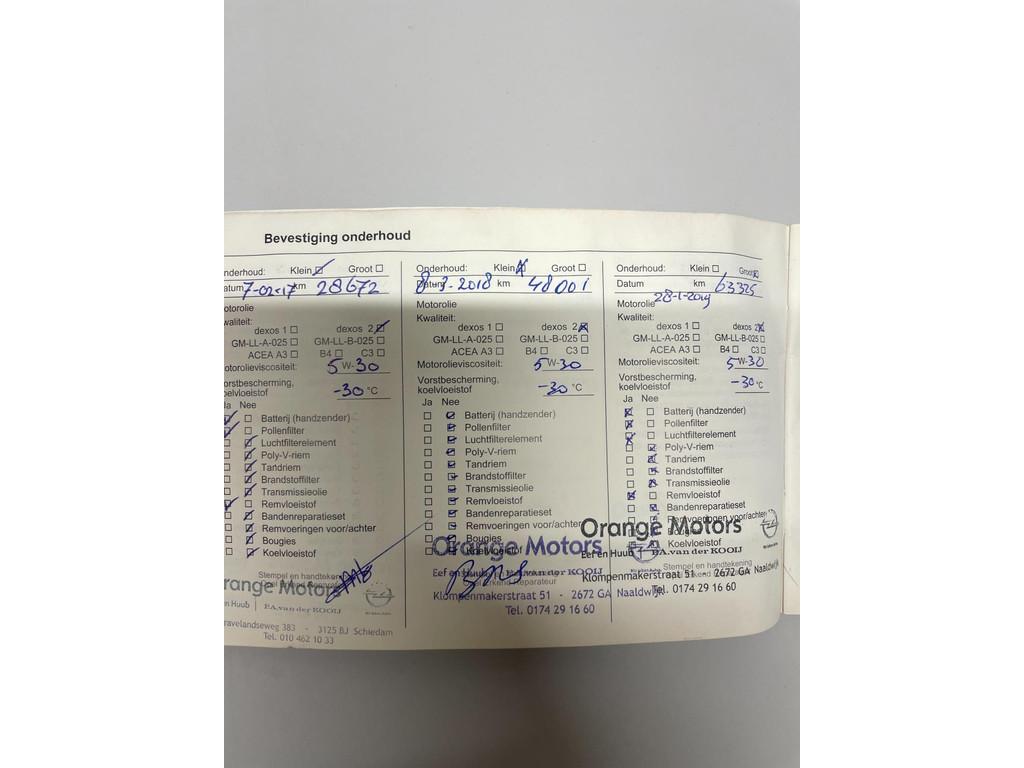 Bevestiging onderhoud
nderhoud: Klein ☑ Groot ☐
atum 7-02-17 km 28672
otorolie
waliteit:
dexos 1 ☐ dexos 2 ☑
GM-LL-A-025 ☐ GM-LL-B-025 ☐
ACEA A3 ☐ B4 ☐ C3 ☐
otorolieviscositeit: 5W-30
orstbescherming,
oelvloeistof -30 °C
Ja Nee
☑ ☐ Batterij (handzender)
☑ ☐ Pollenfilter
☐ ☑ Luchtfilterelement
☐ ☑ Poly-V-riem
☐ ☑ Tandriem
☐ ☑ Brandstoffilter
☐ ☑ Transmissieolie
☑ ☐ Remvloeistof
☐ ☑ Bandenreparatieset
☐ ☑ Remvoeringen voor/achter
☐ ☑ Bougies
☐ ☑ Koelvloeistof
Stempel en handtekening
range Motors
n Huub P.A. van der KOOIJ
ravelandseweg 383 - 3125 BJ Schiedam
Tel. 010 462 10 33
Onderhoud: Klein ☒ Groot ☐
Datum 8-3-2018 km 48001
Motorolie
Kwaliteit:
dexos 1 ☐ dexos 2 ☒
GM-LL-A-025 ☐ GM-LL-B-025 ☐
ACEA A3 ☐ B4 ☐ C3 ☐
Motorolieviscositeit: 5W-30
Vorstbescherming,
koelvloeistof -30 °C
Ja Nee
☐ ☑ Batterij (handzender)
☐ ☑ Pollenfilter
☐ ☑ Luchtfilterelement
☐ ☑ Poly-V-riem
☐ ☑ Tandriem
☐ ☑ Brandstoffilter
☐ ☑ Transmissieolie
☐ ☑ Remvloeistof
☐ ☑ Bandenreparatieset
☐ ☑ Remvoeringen voor/achter
☐ ☑ Bougies
☐ ☑ Koelvloeistof
Orange Motors
Eef en Huub P.A. van der KOOIJ
Klompenmakerstraat 51 - 2672 GA Naaldwijk
Tel. 0174 29 16 60
Onderhoud: Klein ☐ Groot ☒
Datum km 63325
Motorolie 28-1-2019
Kwaliteit:
dexos 1 ☐ dexos 2 ☒
GM-LL-A-025 ☐ GM-LL-B-025 ☐
ACEA A3 ☐ B4 ☐ C3 ☐
Motorolieviscositeit: 5W-30
Vorstbescherming,
koelvloeistof -30 °C
Ja Nee
☒ ☐ Batterij (handzender)
☒ ☐ Pollenfilter
☒ ☐ Luchtfilterelement
☐ ☒ Poly-V-riem
☐ ☒ Tandriem
☐ ☒ Brandstoffilter
☐ ☒ Transmissieolie
☒ ☐ Remvloeistof
☐ ☒ Bandenreparatieset
Remvoeringen voor/achter
Bougies
Koelvloeistof
Orange Motors
Eef en Huub P.A. van der KOOIJ
Klompenmakerstraat 51 - 2672 GA Naaldwijk
Tel. 0174 29 16 60